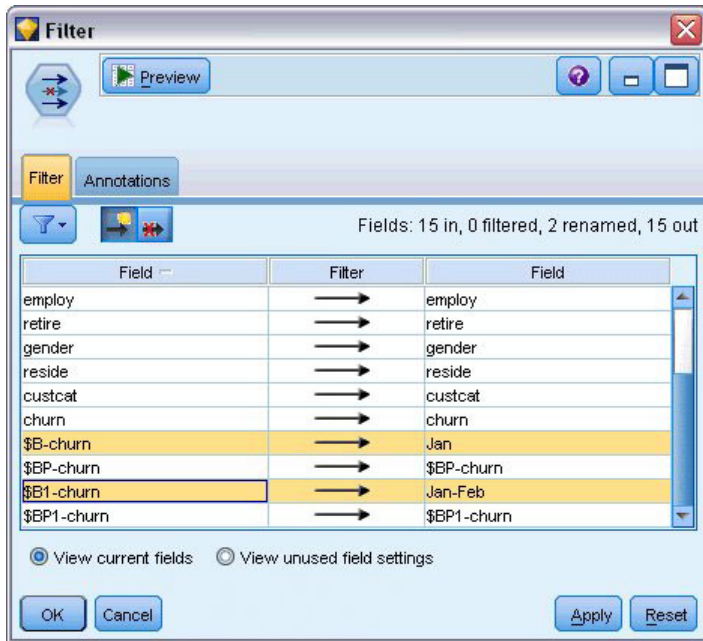 Filter
Preview
Filter Annotations
Fields: 15 in, 0 filtered, 2 renamed, 15 out
Field Filter Field
employ employ
retire retire
gender gender
reside reside
custcat custcat
churn churn
$B-churn Jan
$BP-churn $BP-churn
$B1-churn Jan-Feb
$BP1-churn $BP1-churn
View current fields View unused field settings
OK Cancel Apply Reset